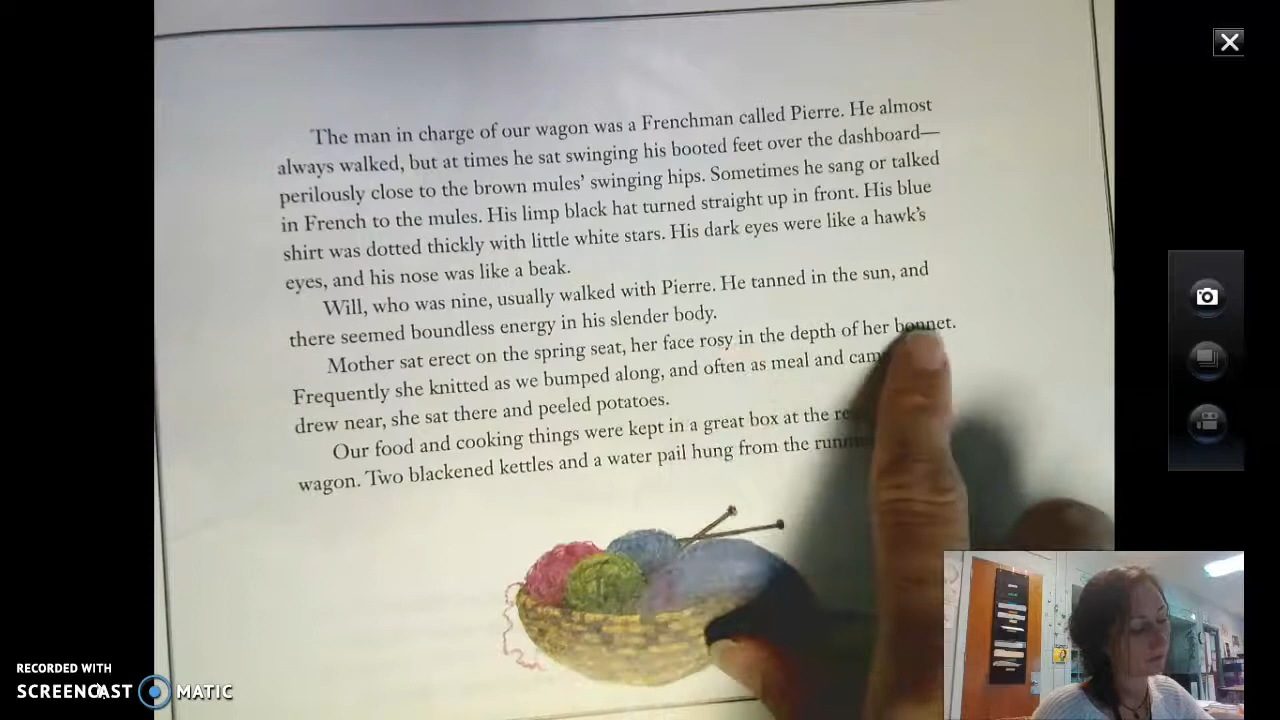 The man in charge of our wagon was a Frenchman called Pierre. He almost
always walked, but at times he sat swinging his booted feet over the dashboard—
perilously close to the brown mules' swinging hips. Sometimes he sang or talked
in French to the mules. His limp black hat turned straight up in front. His blue
shirt was dotted thickly with little white stars. His dark eyes were like a hawk's
eyes, and his nose was like a beak.
Will, who was nine, usually walked with Pierre. He tanned in the sun, and
there seemed boundless energy in his slender body.
Mother sat erect on the spring seat, her face rosy in the depth of her bonnet.
Frequently she knitted as we bumped along, and often as meal and
drew near, she sat there and peeled potatoes.
Our food and cooking things were kept in a great box at the
wagon. Two blackened kettles and a water pail hung from the
RECORDED WITH
SCREENCAST MATIC